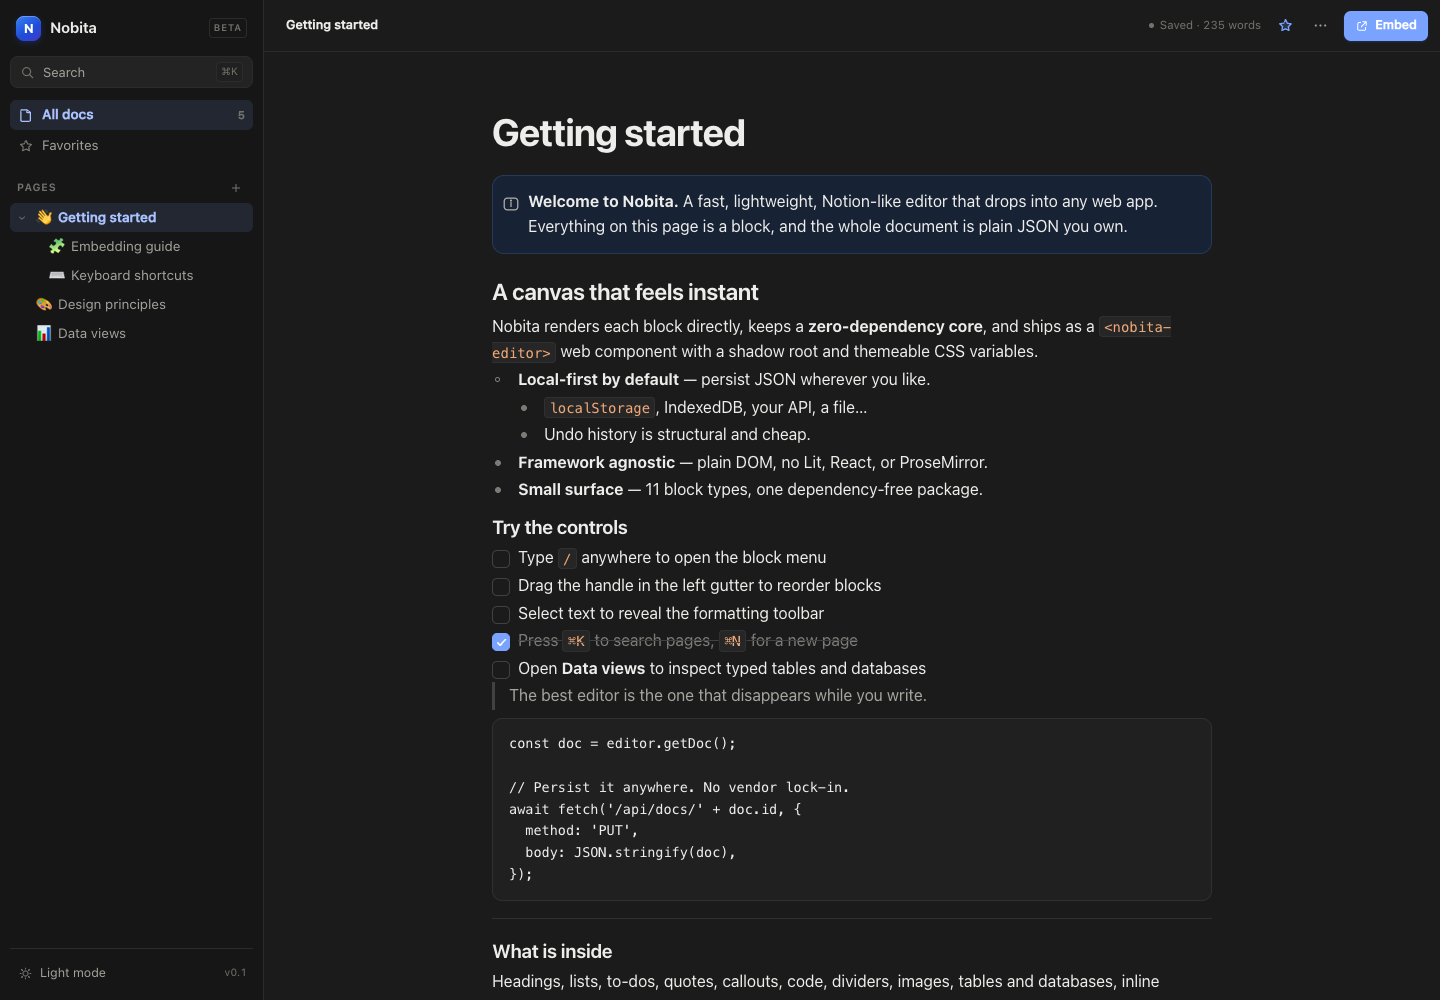 N Nobita BETA
Search ⌘K
All docs 5
Favorites
PAGES
Getting started
Embedding guide
Keyboard shortcuts
Design principles
Data views
Light mode v0.1
Getting started
Saved · 235 words
Embed
Getting started
Welcome to Nobita. A fast, lightweight, Notion-like editor that drops into any web app.
Everything on this page is a block, and the whole document is plain JSON you own.
A canvas that feels instant
Nobita renders each block directly, keeps a zero-dependency core, and ships as a <nobita-
editor> web component with a shadow root and themeable CSS variables.
Local-first by default — persist JSON wherever you like.
localStorage, IndexedDB, your API, a file…
Undo history is structural and cheap.
Framework agnostic — plain DOM, no Lit, React, or ProseMirror.
Small surface — 11 block types, one dependency-free package.
Try the controls
Type / anywhere to open the block menu
Drag the handle in the left gutter to reorder blocks
Select text to reveal the formatting toolbar
Press ⌘K to search pages, ⌘N for a new page
Open Data views to inspect typed tables and databases
The best editor is the one that disappears while you write.
const doc = editor.getDoc();
// Persist it anywhere. No vendor lock-in.
await fetch('/api/docs/' + doc.id, {
  method: 'PUT',
  body: JSON.stringify(doc),
});
What is inside
Headings, lists, to-dos, quotes, callouts, code, dividers, images, tables and databases, inline